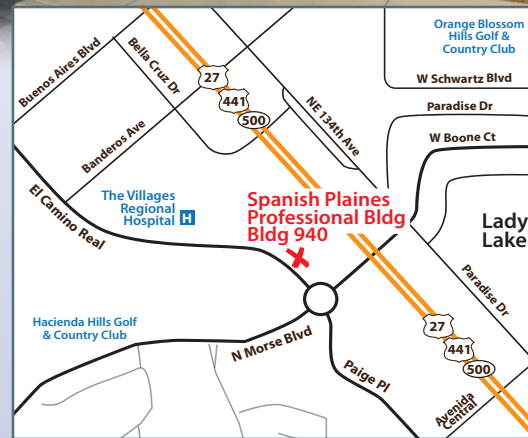 Orange Blossom
Hills Golf &
Country Club
Buenos Aires Blvd
Bella Cruz Dr
27
441
500
W Schwartz Blvd
Paradise Dr
NE 134th Ave
W Boone Ct
Banderos Ave
El Camino Real
The Villages
Regional
Hospital H
Spanish Plaines
Professional Bldg
Bldg 940
Lady
Lake
Paradise Dr
Hacienda Hills Golf
& Country Club
N Morse Blvd
Paige Pl
27
441
500
Avenida
Central